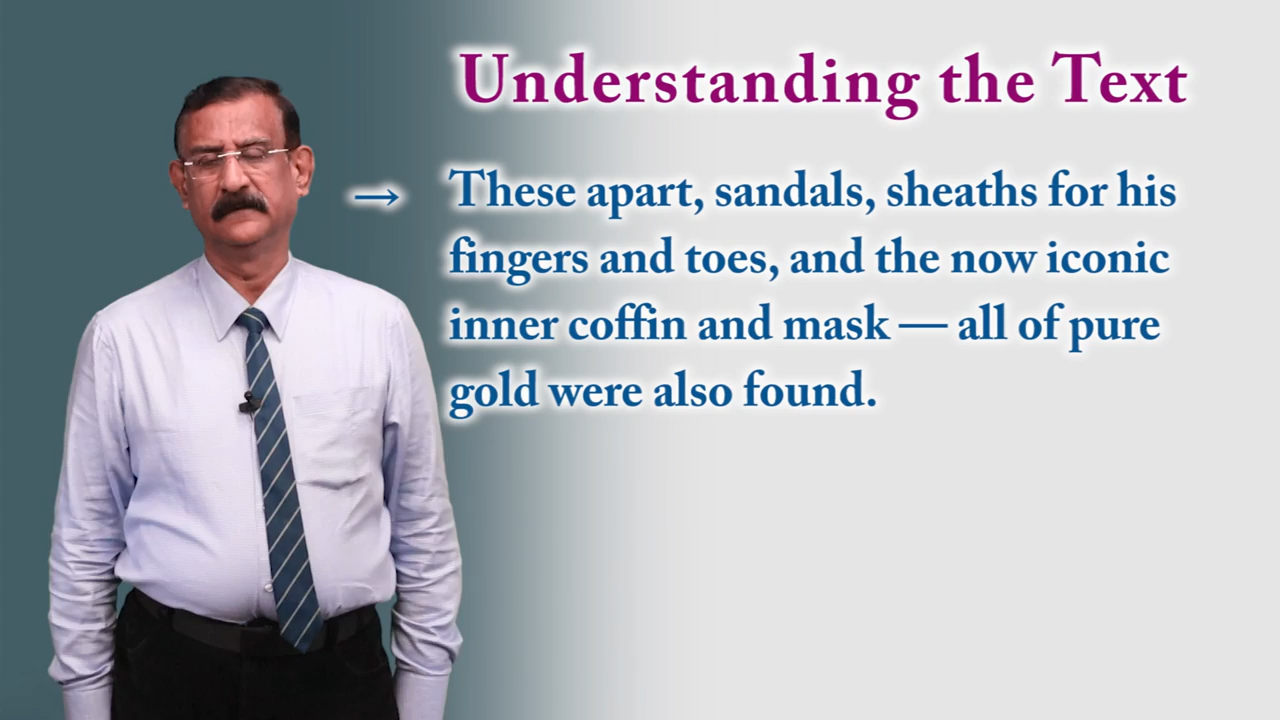 Understanding the Text
→ These apart, sandals, sheaths for his
fingers and toes, and the now iconic
inner coffin and mask — all of pure
gold were also found.